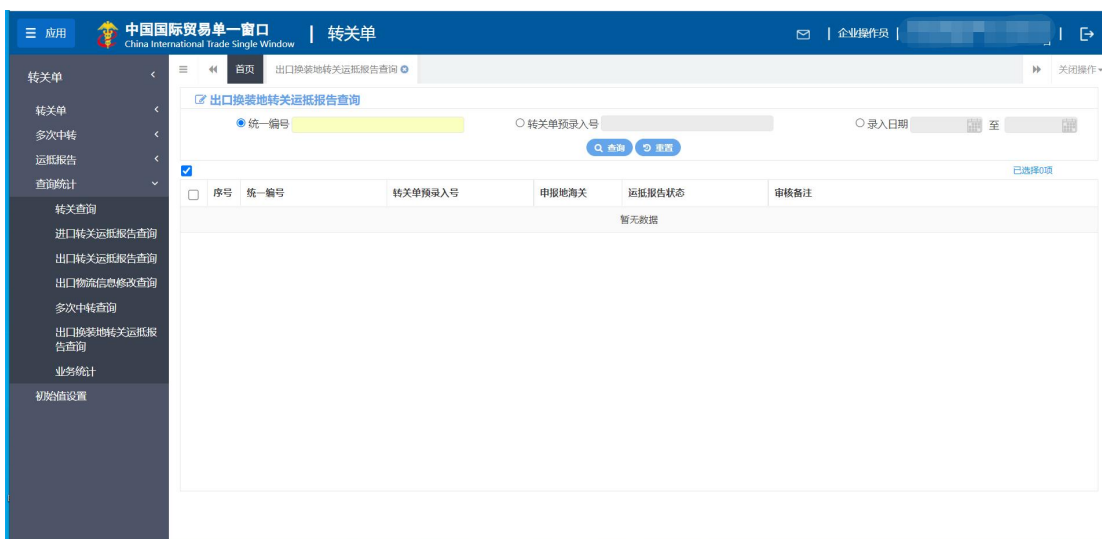 应用
中国国际贸易单一窗口
China International Trade Single Window
转关单
企业操作员
转关单
首页
出口换装地转关运抵报告查询
关闭操作
转关单
多次中转
运抵报告
查询统计
转关查询
进口转关运抵报告查询
出口转关运抵报告查询
出口物流信息修改查询
多次中转查询
出口换装地转关运抵报
告查询
业务统计
初始值设置
出口换装地转关运抵报告查询
统一编号 转关单预录入号 录入日期 至
查询 重置
已选择0项
序号 统一编号 转关单预录入号 申报地海关 运抵报告状态 审核备注
暂无数据